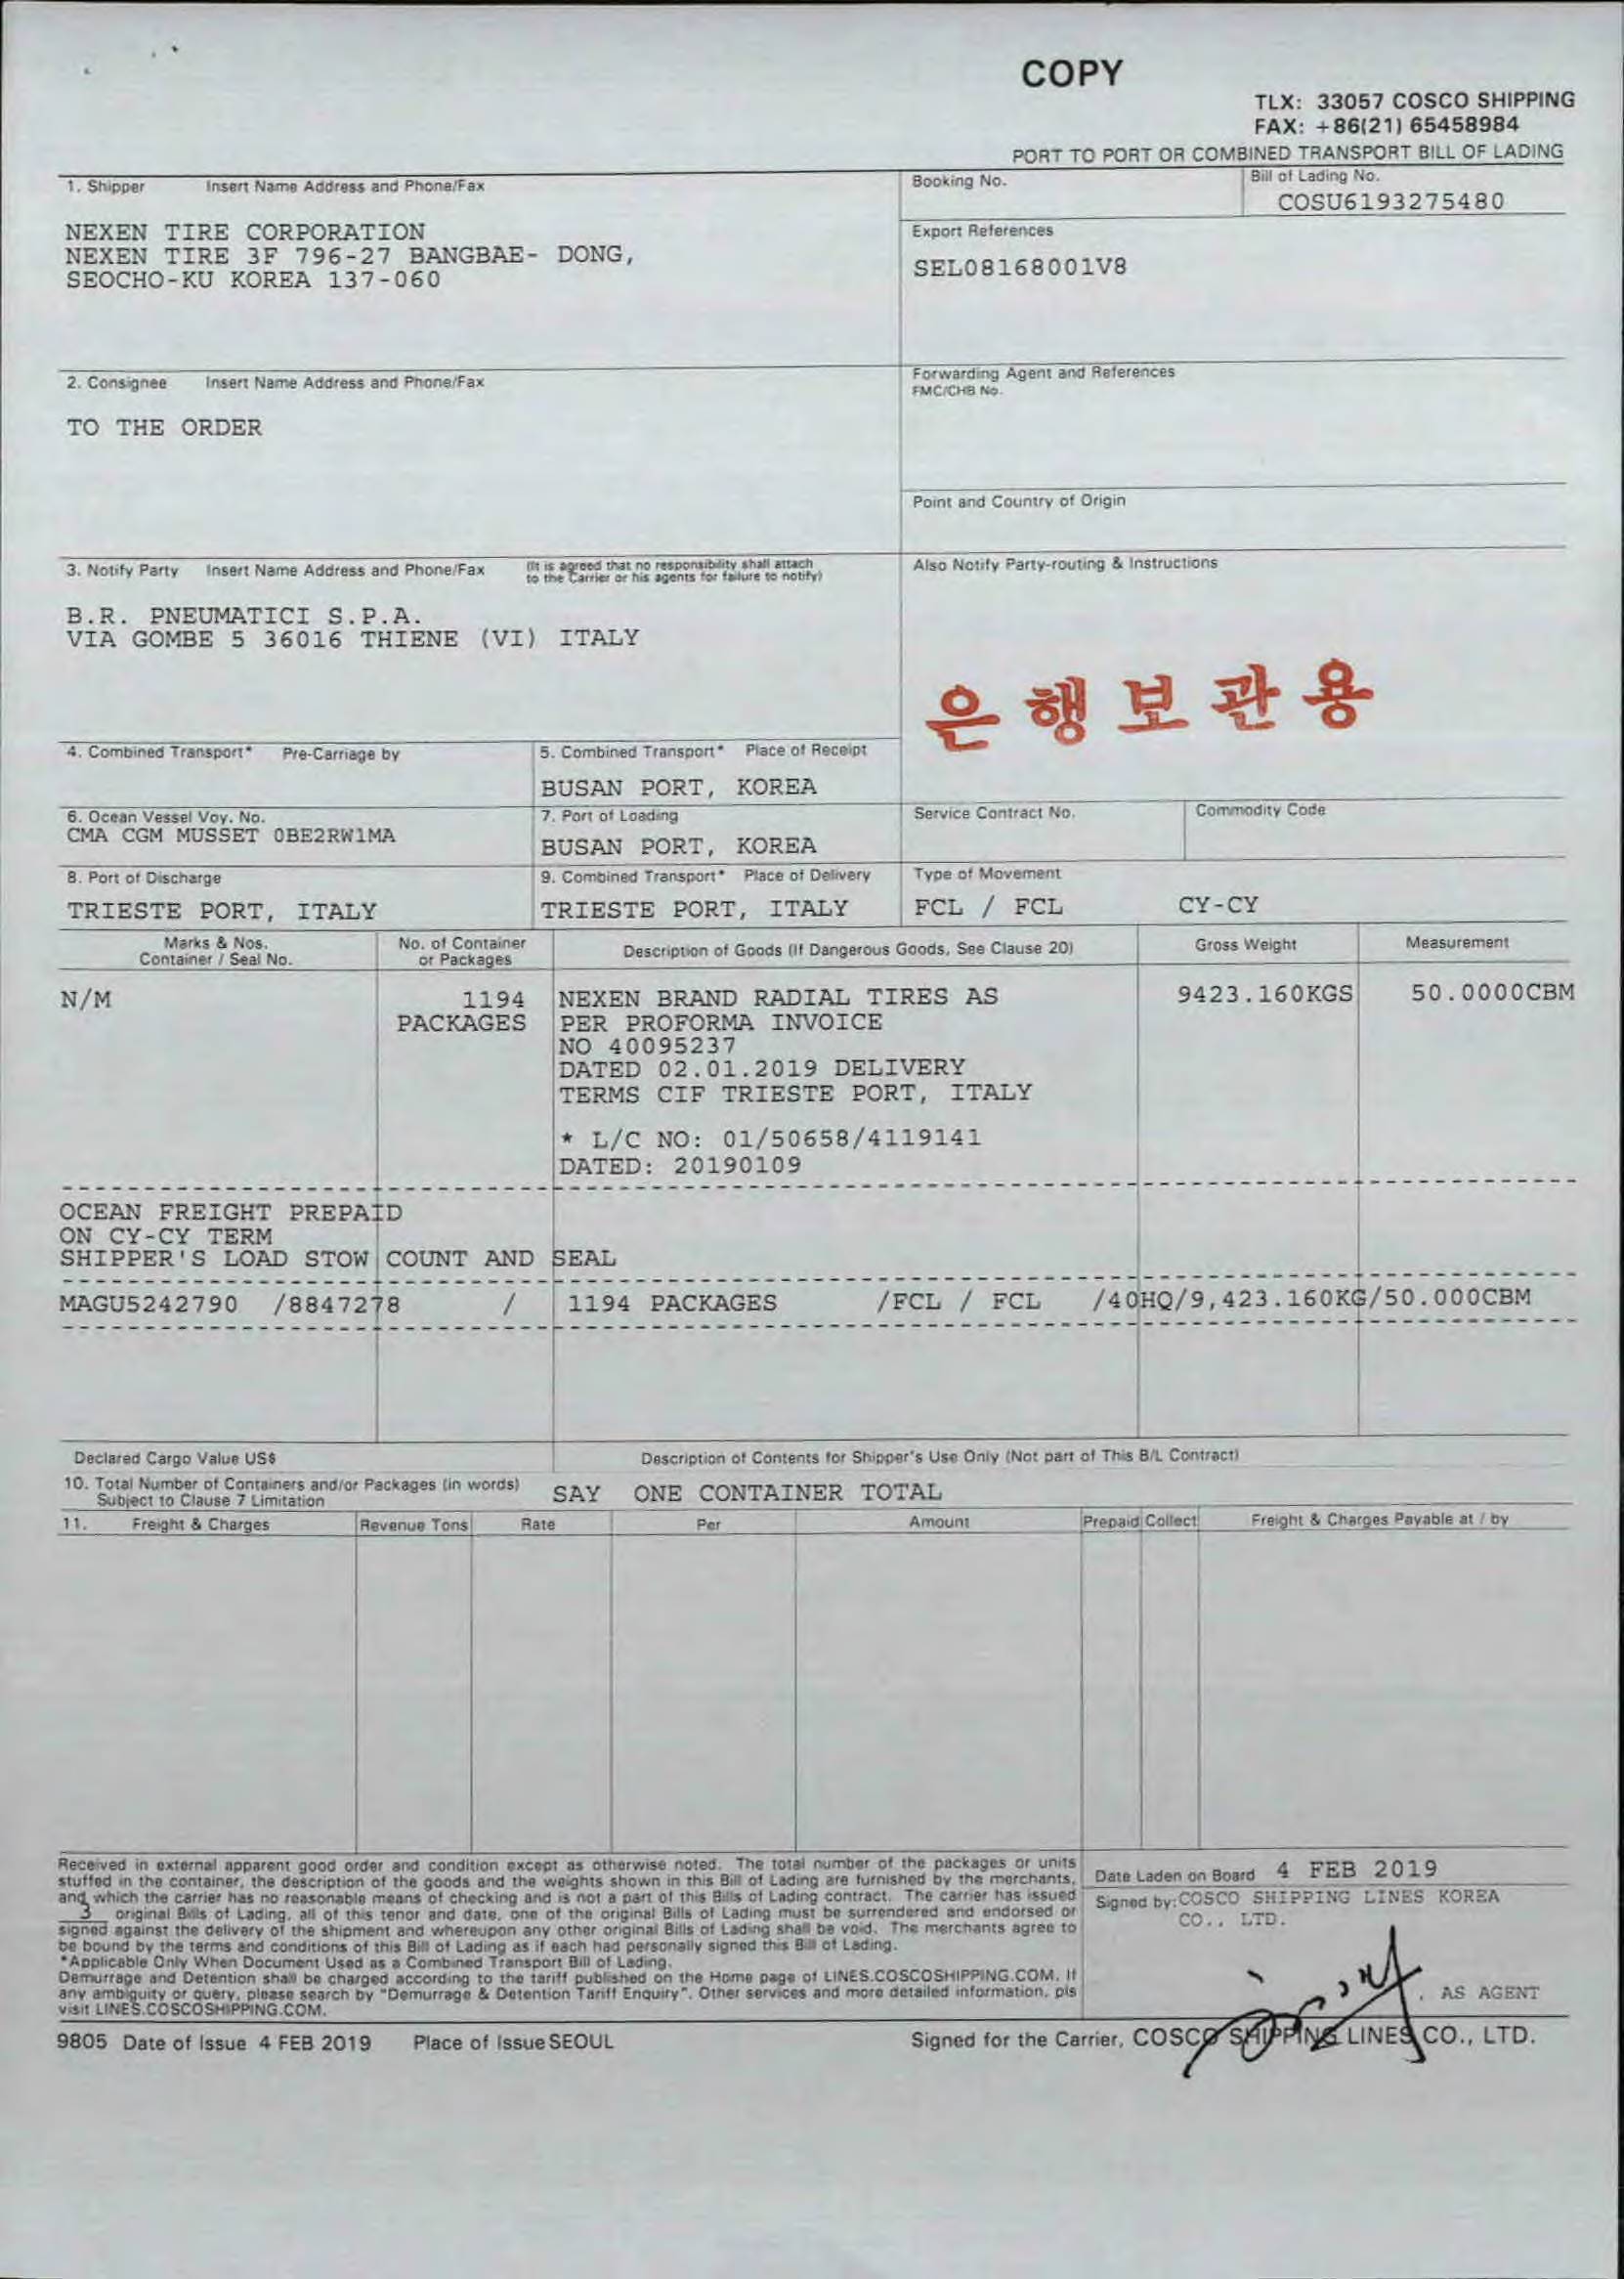 COPY
TLX: 33057 COSCO SHIPPING
FAX: +86(21) 65458984
PORT TO PORT OR COMBINED TRANSPORT BILL OF LADING
1. Shipper Insert Name Address and Phone/Fax
NEXEN TIRE CORPORATION
NEXEN TIRE 3F 796-27 BANGBAE- DONG,
SEOCHO-KU KOREA 137-060
Booking No.
Bill of Lading No.
COSU6193275480
Export References
SEL08168001V8
2. Consignee Insert Name Address and Phone/Fax
TO THE ORDER
Forwarding Agent and References
FMC/CHB No.
Point and Country of Origin
3. Notify Party Insert Name Address and Phone/Fax
(It is agreed that no responsibility shall attach
to the Carrier or his agents for failure to notify)
B.R. PNEUMATICI S.P.A.
VIA GOMBE 5 36016 THIENE (VI) ITALY
Also Notify Party-routing & Instructions
은행보관용
4. Combined Transport* Pre-Carriage by
5. Combined Transport* Place of Receipt
BUSAN PORT, KOREA
6. Ocean Vessel Voy. No.
CMA CGM MUSSET 0BE2RW1MA
7. Port of Loading
BUSAN PORT, KOREA
Service Contract No.
Commodity Code
8. Port of Discharge
TRIESTE PORT, ITALY
9. Combined Transport* Place of Delivery
TRIESTE PORT, ITALY
Type of Movement
FCL / FCL CY-CY
Marks & Nos.
Container / Seal No.
No. of Container
or Packages
Description of Goods (If Dangerous Goods, See Clause 20)
Gross Weight
Measurement
N/M
1194
PACKAGES
NEXEN BRAND RADIAL TIRES AS
PER PROFORMA INVOICE
NO 40095237
DATED 02.01.2019 DELIVERY
TERMS CIF TRIESTE PORT, ITALY
* L/C NO: 01/50658/4119141
DATED: 20190109
9423.160KGS
50.0000CBM
OCEAN FREIGHT PREPAID
ON CY-CY TERM
SHIPPER'S LOAD STOW COUNT AND SEAL
MAGU5242790 /8847278 / 1194 PACKAGES /FCL / FCL /40HQ/9,423.160KG/50.000CBM
Declared Cargo Value US$
Description of Contents for Shipper's Use Only (Not part of This B/L Contract)
10. Total Number of Containers and/or Packages (in words)
Subject to Clause 7 Limitation
SAY ONE CONTAINER TOTAL
11. Freight & Charges
Revenue Tons
Rate
Per
Amount
Prepaid
Collect
Freight & Charges Payable at / by
Received in external apparent good order and condition except as otherwise noted. The total number of the packages or units
stuffed in the container, the description of the goods and the weights shown in this Bill of Lading are furnished by the merchants,
and which the carrier has no reasonable means of checking and is not a part of this Bills of Lading contract. The carrier has issued
3 original Bills of Lading, all of this tenor and date, one of the original Bills of Lading must be surrendered and endorsed or
signed against the delivery of the shipment and whereupon any other original Bills of Lading shall be void. The merchants agree to
be bound by the terms and conditions of this Bill of Lading as if each had personally signed this Bill of Lading.
*Applicable Only When Document Used as a Combined Transport Bill of Lading.
Demurrage and Detention shall be charged according to the tariff published on the Home page of LINES.COSCOSHIPPING.COM. If
any ambiguity or query, please search by "Demurrage & Detention Tariff Enquiry". Other services and more detailed information, pls
visit LINES.COSCOSHIPPING.COM.
Date Laden on Board 4 FEB 2019
Signed by: COSCO SHIPPING LINES KOREA
CO., LTD.
, AS AGENT
9805 Date of Issue 4 FEB 2019 Place of Issue SEOUL
Signed for the Carrier, COSCO SHIPPING LINES CO., LTD.